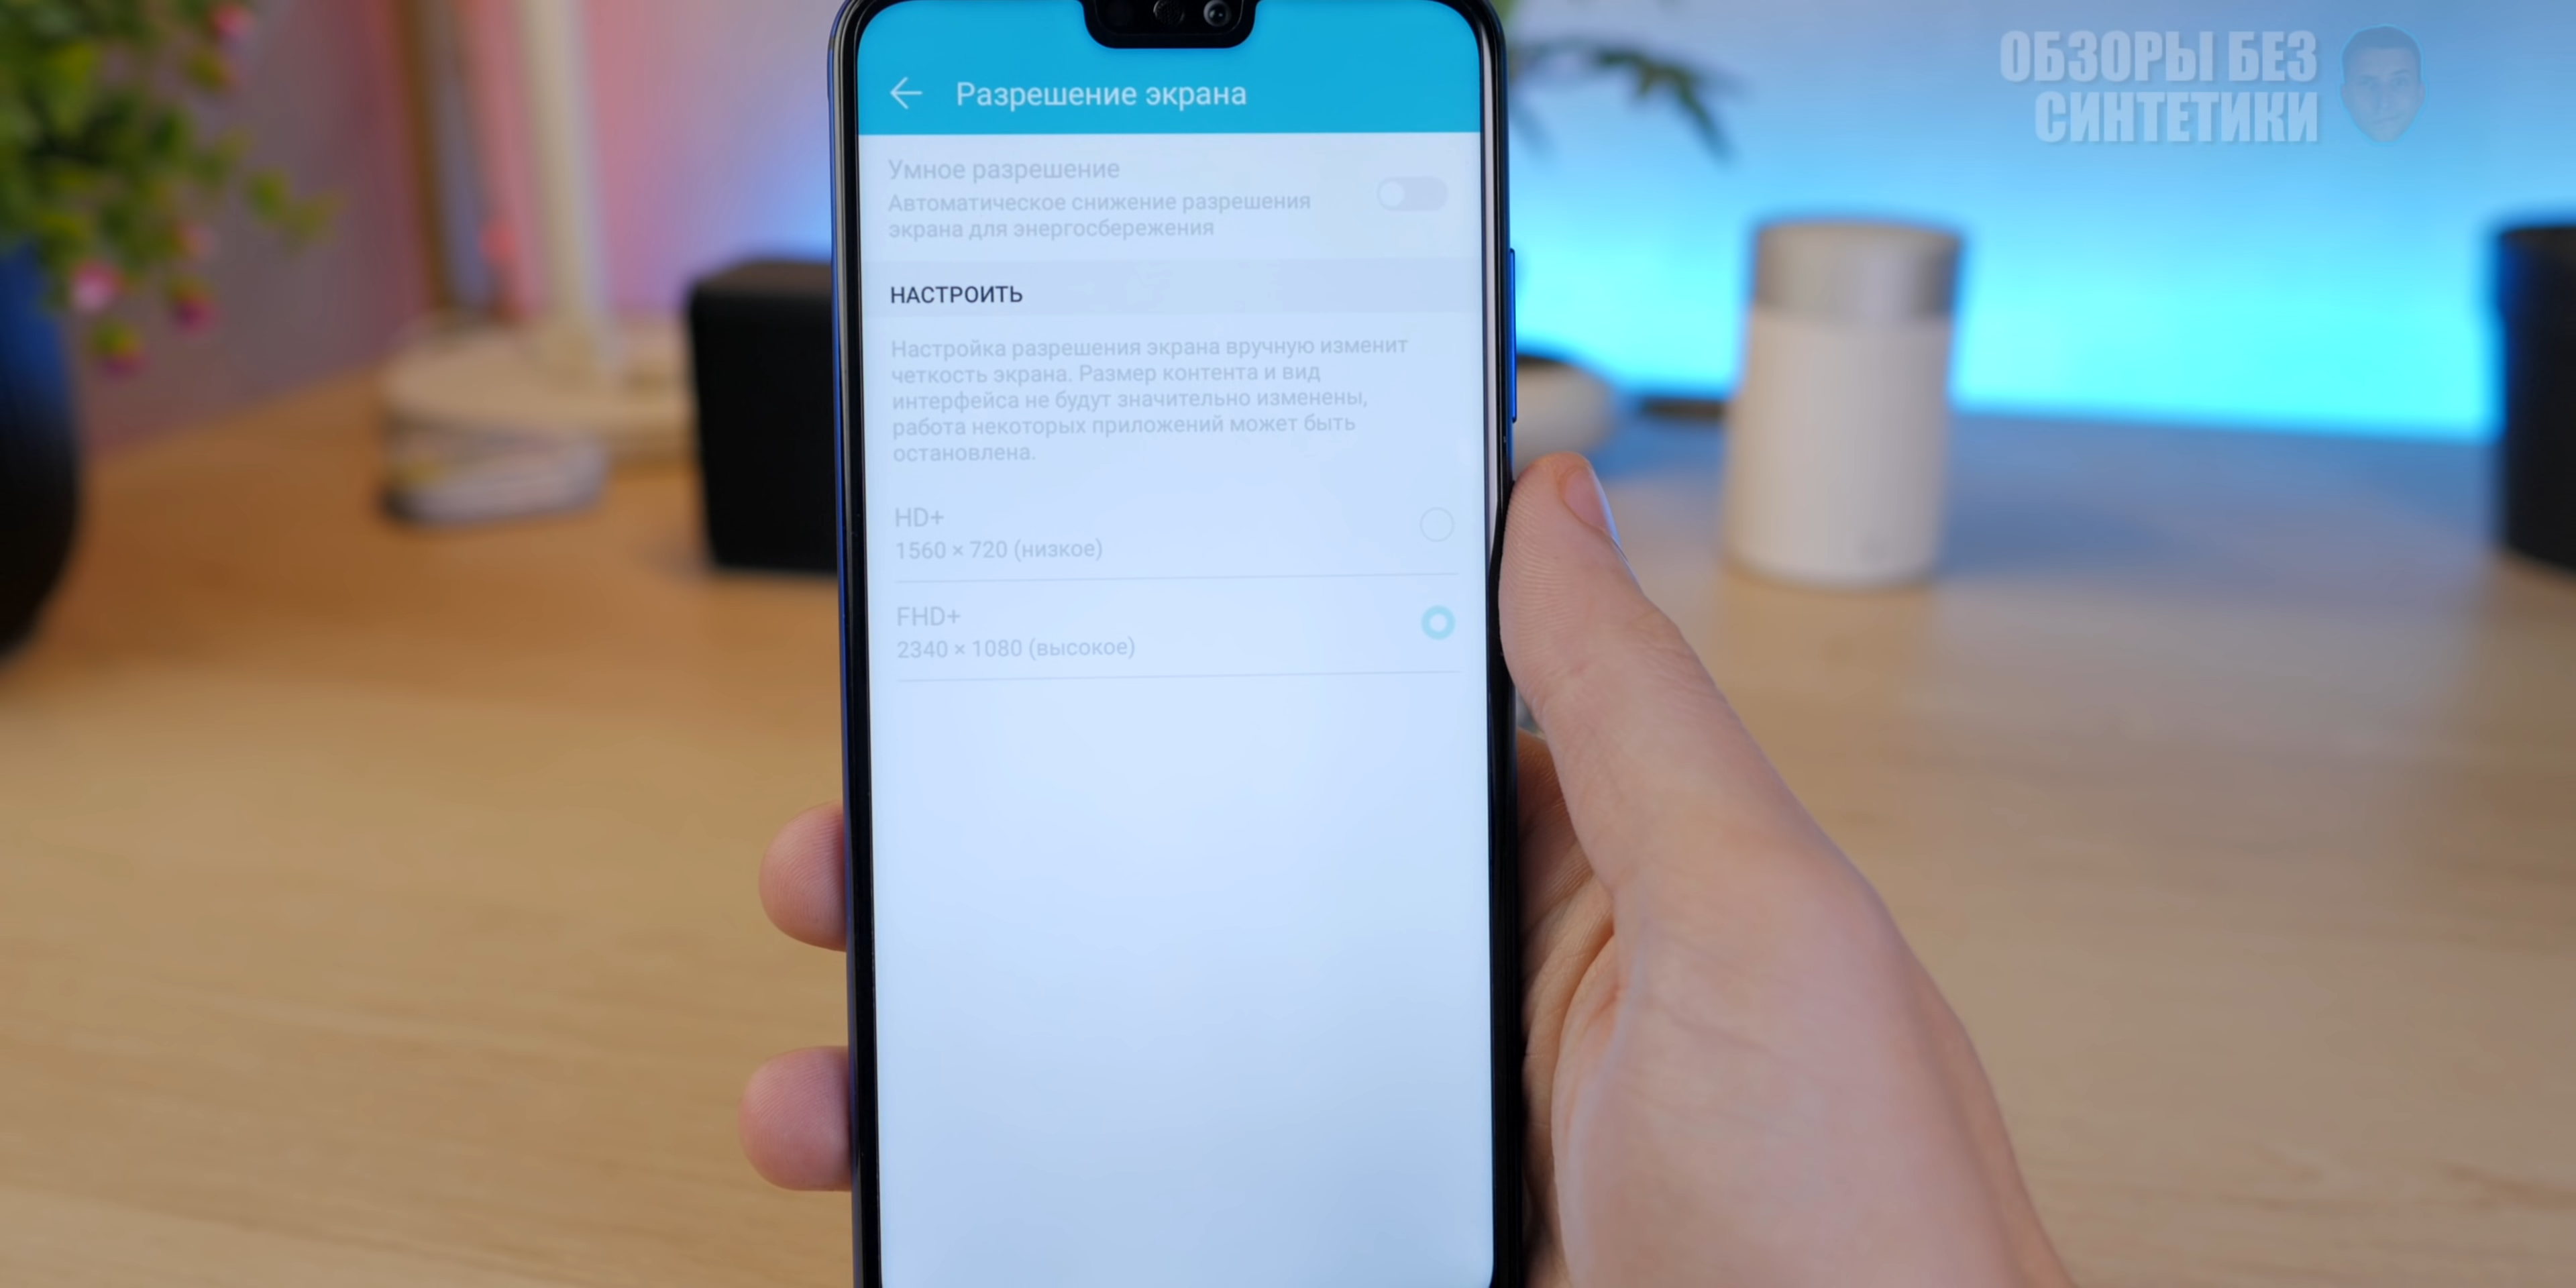 ОБЗОРЫ БЕЗ
СИНТЕТИКИ
Разрешение экрана
Умное разрешение
Автоматическое снижение разрешения
экрана для энергосбережения
НАСТРОИТЬ
Настройка разрешения экрана вручную изменит
четкость экрана. Размер контента и вид
интерфейса не будут значительно изменены,
работа некоторых приложений может быть
остановлена.
HD+
1560 × 720 (низкое)
FHD+
2340 × 1080 (высокое)